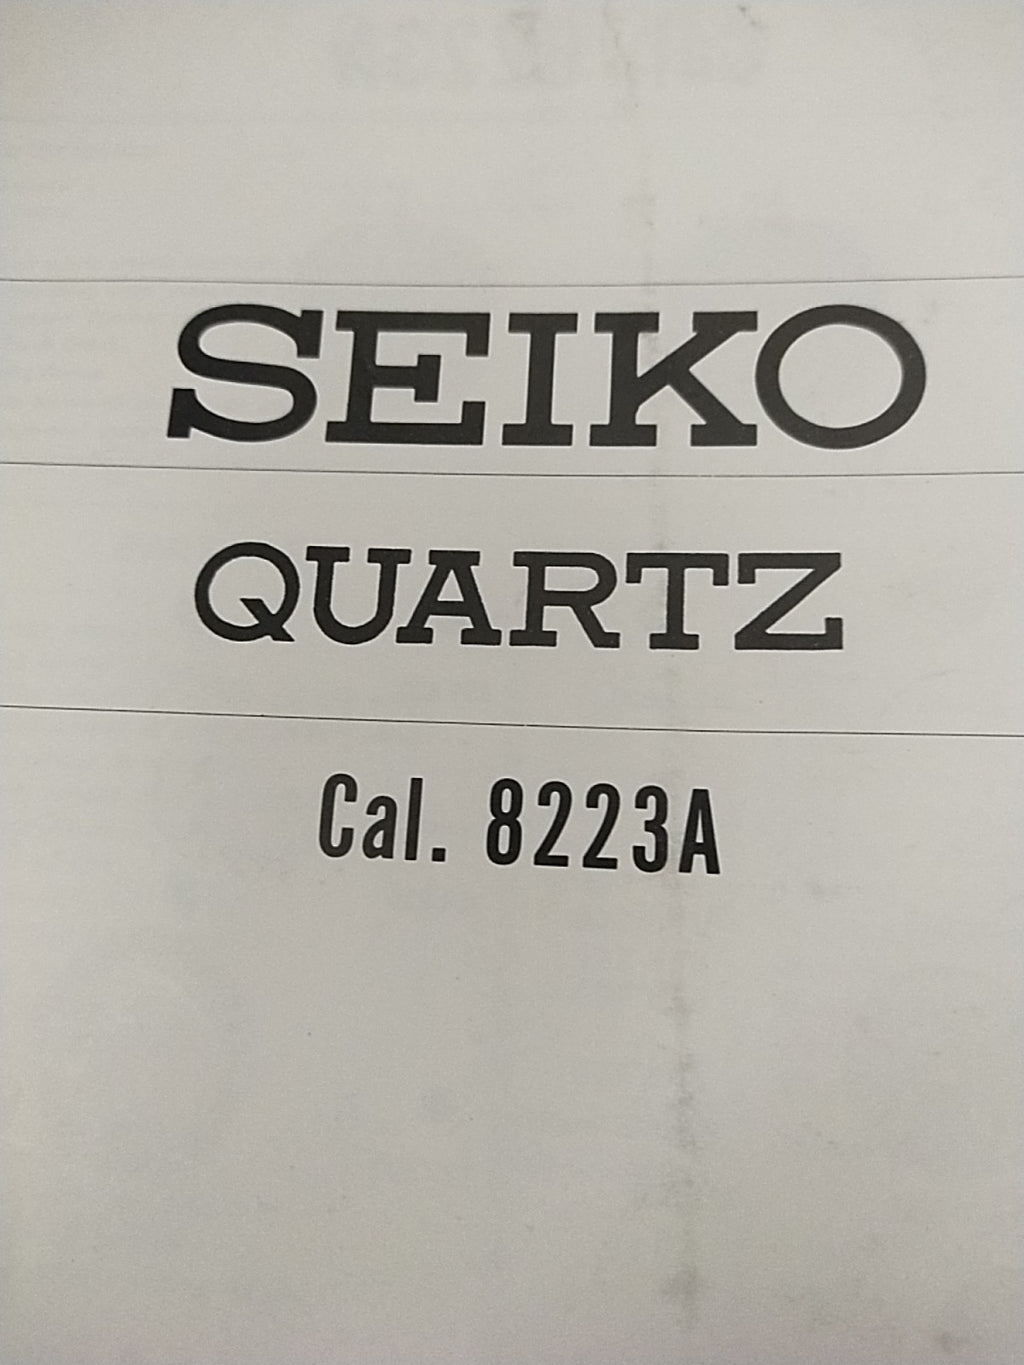 SEIKO
QUARTZ
Cal. 8223A